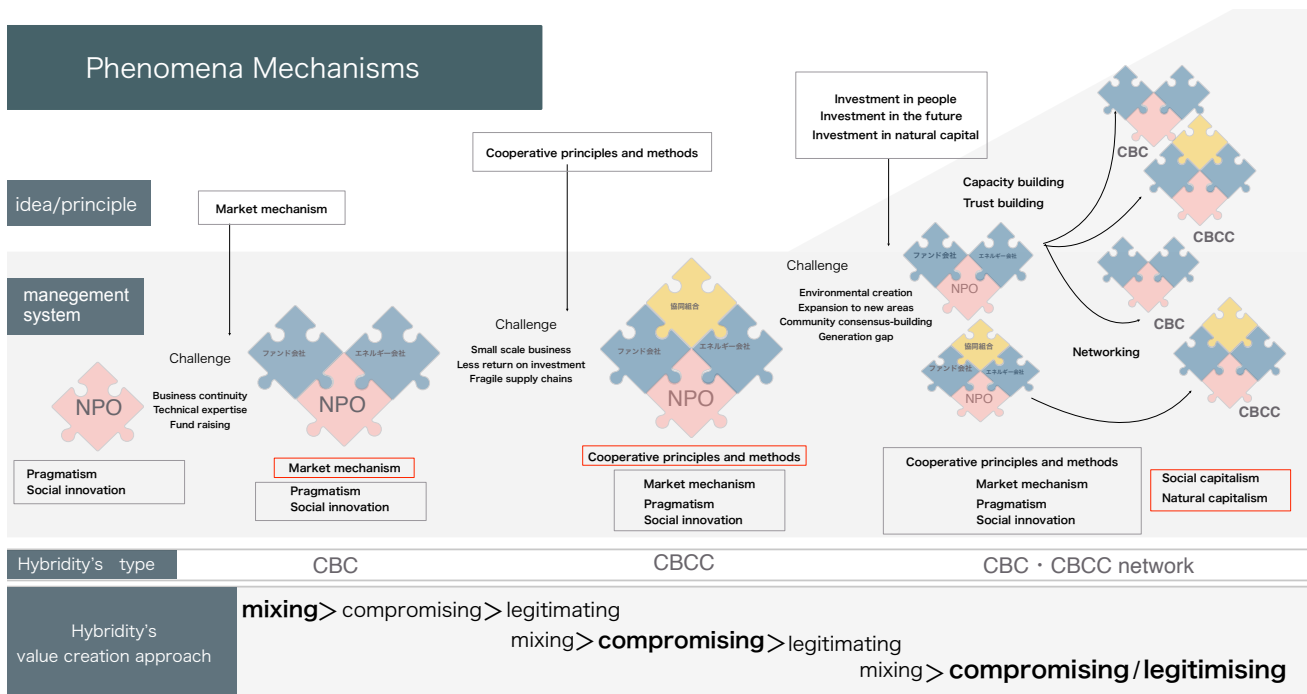 Phenomena Mechanisms
idea/principle
manegement
system
NPO
Pragmatism
Social innovation
Market mechanism
Challenge
Business continuity
Technical expertise
Fund raising
ファンド会社
エネルギー会社
NPO
Market mechanism
Pragmatism
Social innovation
Cooperative principles and methods
Challenge
Small scale business
Less return on investment
Fragile supply chains
協同組合
ファンド会社
エネルギー会社
NPO
Cooperative principles and methods
Market mechanism
Pragmatism
Social innovation
Investment in people
Investment in the future
Investment in natural capital
Challenge
Environmental creation
Expansion to new areas
Community consensus-building
Generation gap
Capacity building
Trust building
ファンド会社
エネルギー会社
NPO
協同組合
ファンド会社
エネルギー会社
NPO
CBC
CBCC
CBC
Networking
CBCC
Cooperative principles and methods
Market mechanism
Pragmatism
Social innovation
Social capitalism
Natural capitalism
Hybridity's type
CBC
CBCC
CBC・CBCC network
Hybridity's
value creation approach
mixing> compromising> legitimating
mixing> compromising> legitimating
mixing> compromising/legitimising